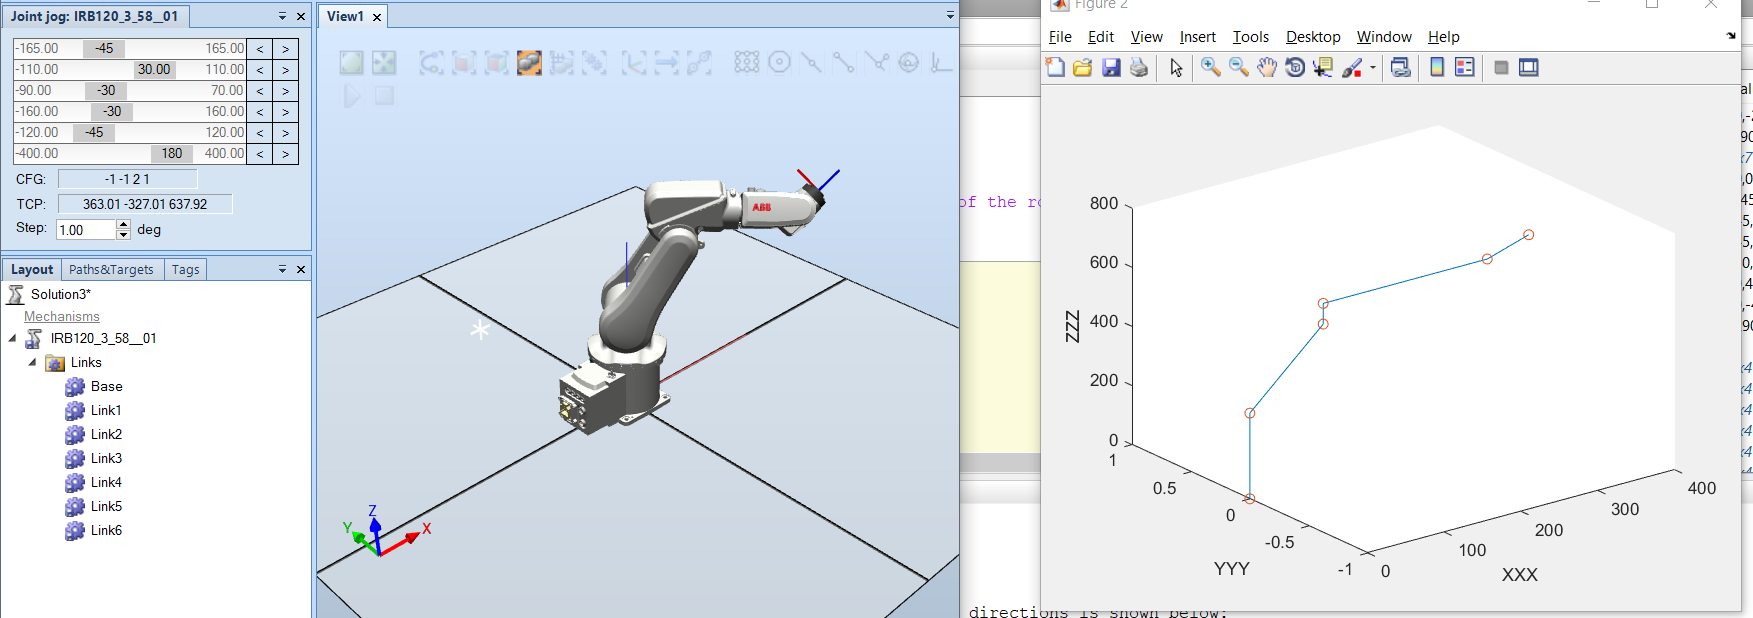 Joint jog: IRB120_3_58__01
-165.00 -45 165.00 < >
-110.00 30.00 110.00 < >
-90.00 -30 70.00 < >
-160.00 -30 160.00 < >
-120.00 -45 120.00 < >
-400.00 180 400.00 < >
CFG: -1 -1 2 1
TCP: 363.01 -327.01 637.92
Step: 1.00 deg
Layout Paths&Targets Tags
Solution3*
Mechanisms
IRB120_3_58__01
Links
Base
Link1
Link2
Link3
Link4
Link5
Link6
View1
ABB
Z
Y
X
of the ro
directions is shown below:
Figure 2
File Edit View Insert Tools Desktop Window Help
800
600
400
200
0
ZZZ
1
0.5
0
-0.5
-1
YYY
0
100
200
300
400
XXX